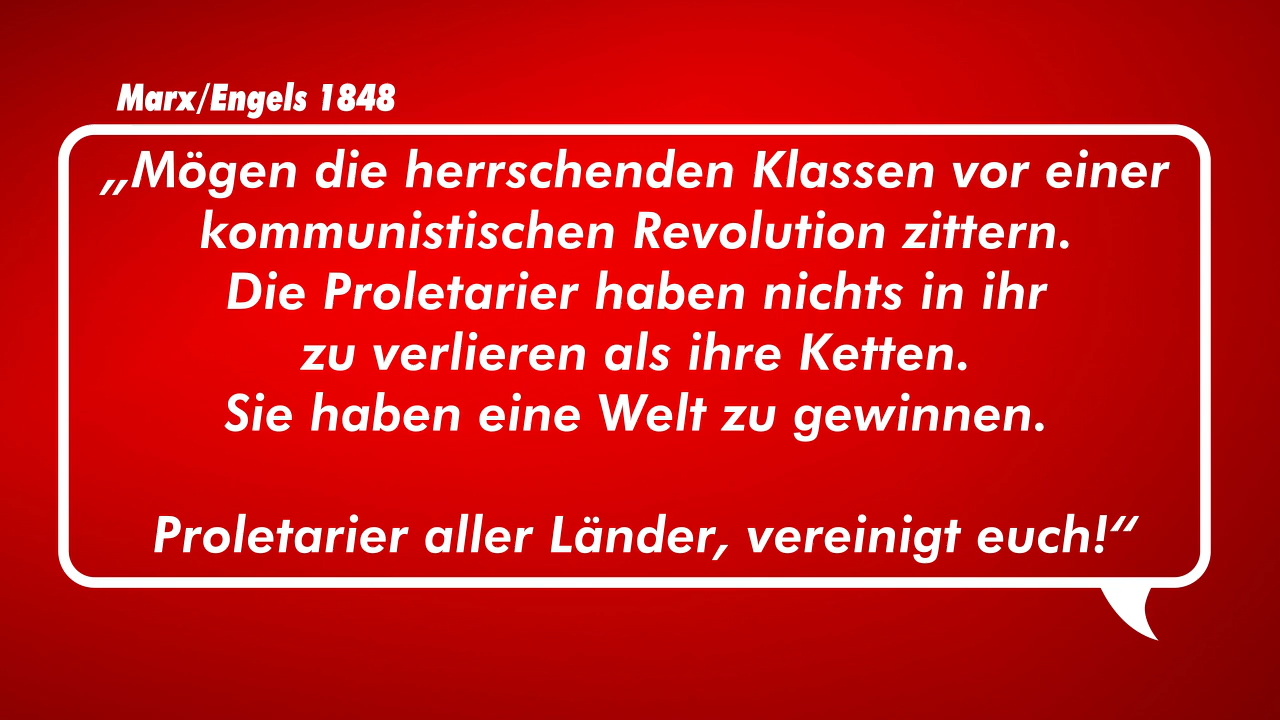 Marx/Engels 1848
„Mögen die herrschenden Klassen vor einer
kommunistischen Revolution zittern.
Die Proletarier haben nichts in ihr
zu verlieren als ihre Ketten.
Sie haben eine Welt zu gewinnen.
Proletarier aller Länder, vereinigt euch!“